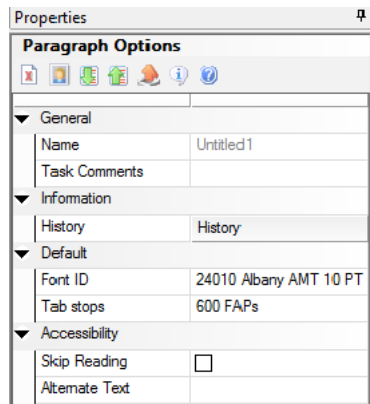 Properties
Paragraph Options
General
Name Untitled1
Task Comments
Information
History History
Default
Font ID 24010 Albany AMT 10 PT
Tab stops 600 FAPs
Accessibility
Skip Reading
Alternate Text